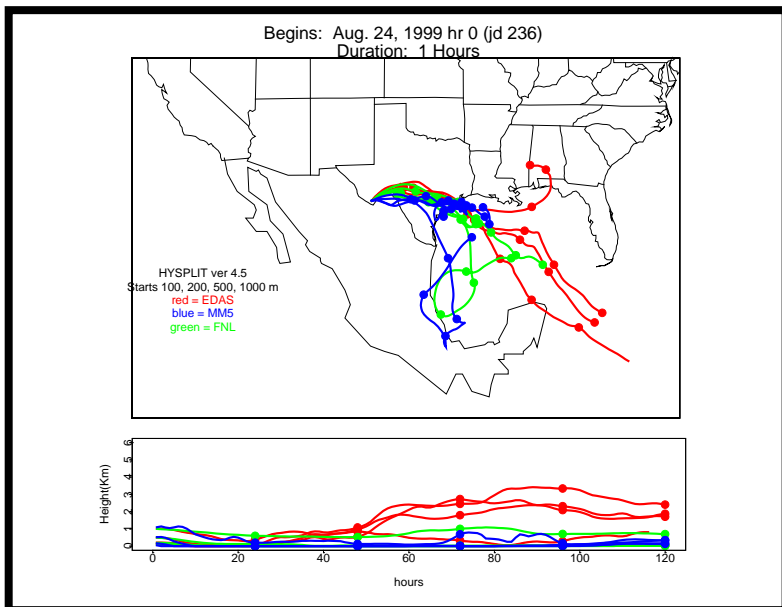 Begins: Aug. 24, 1999 hr 0 (jd 236)
Duration: 1 Hours
HYSPLIT ver 4.5
Starts 100, 200, 500, 1000 m
red = EDAS
blue = MM5
green = FNL
Height(Km)
6
5
4
3
2
1
0
0 20 40 60 80 100 120
hours